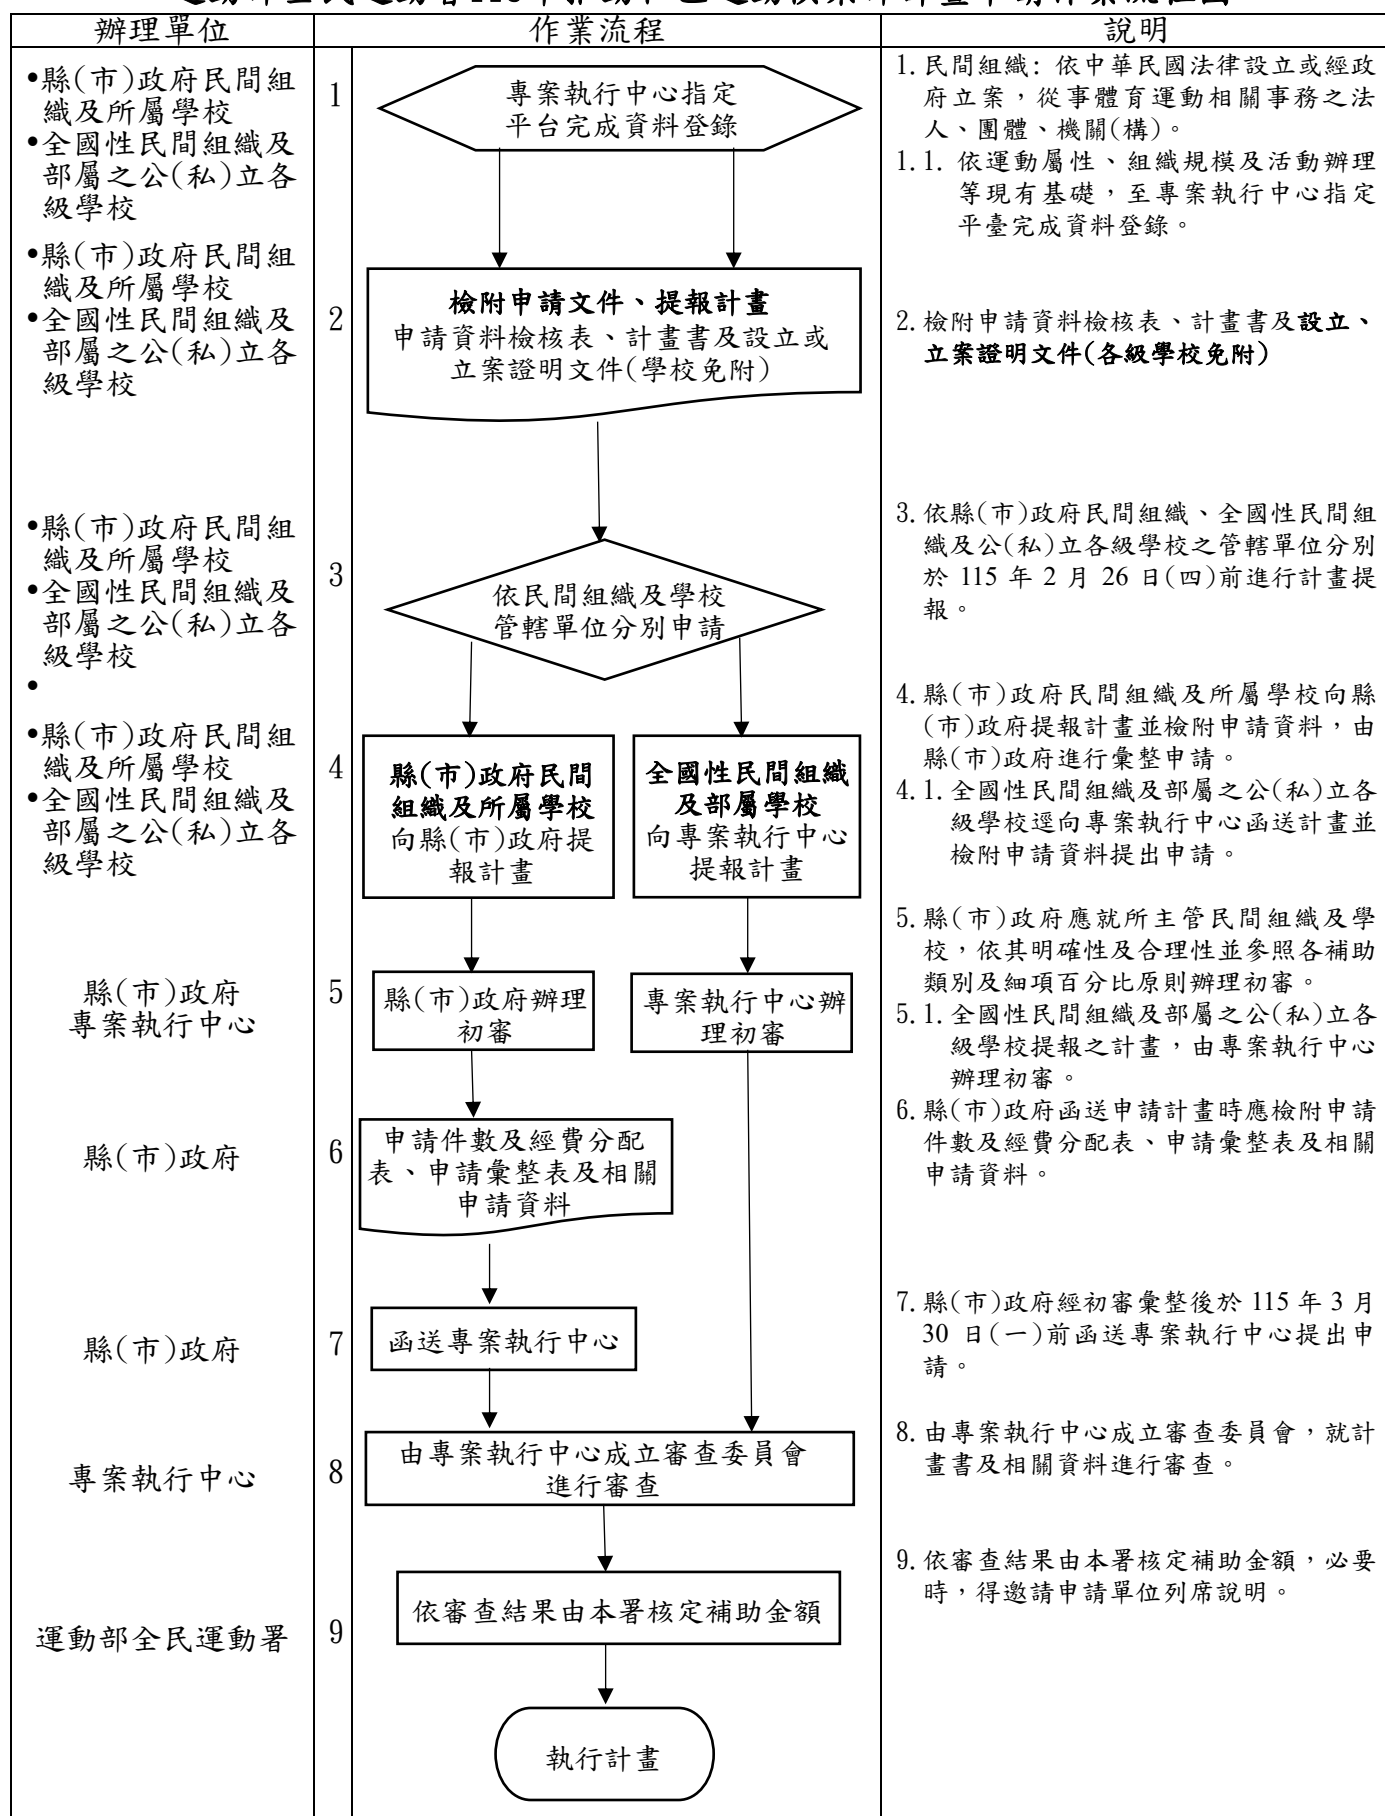 辦理單位
作業流程
說明
•縣(市)政府民間組
織及所屬學校
•全國性民間組織及
部屬之公(私)立各
級學校
1
專案執行中心指定
平台完成資料登錄
1.民間組織: 依中華民國法律設立或經政
府立案，從事體育運動相關事務之法
人、團體、機關(構)。
1.1. 依運動屬性、組織規模及活動辦理
等現有基礎，至專案執行中心指定
平臺完成資料登錄。
•縣(市)政府民間組
織及所屬學校
•全國性民間組織及
部屬之公(私)立各
級學校
2
檢附申請文件、提報計畫
申請資料檢核表、計畫書及設立或
立案證明文件(學校免附)
2.檢附申請資料檢核表、計畫書及設立、
立案證明文件(各級學校免附)
•縣(市)政府民間組
織及所屬學校
•全國性民間組織及
部屬之公(私)立各
級學校
•
3
依民間組織及學校
管轄單位分別申請
3.依縣(市)政府民間組織、全國性民間組
織及公(私)立各級學校之管轄單位分別
於 115 年 2 月 26 日(四)前進行計畫提
報。
•縣(市)政府民間組
織及所屬學校
•全國性民間組織及
部屬之公(私)立各
級學校
4
縣(市)政府民間
組織及所屬學校
向縣(市)政府提
報計畫
全國性民間組織
及部屬學校
向專案執行中心
提報計畫
4.縣(市)政府民間組織及所屬學校向縣
(市)政府提報計畫並檢附申請資料，由
縣(市)政府進行彙整申請。
4.1.全國性民間組織及部屬之公(私)立各
級學校逕向專案執行中心函送計畫並
檢附申請資料提出申請。
縣(市)政府
專案執行中心
5
縣(市)政府辦理
初審
專案執行中心辦
理初審
5.縣(市)政府應就所主管民間組織及學
校，依其明確性及合理性並參照各補助
類別及細項百分比原則辦理初審。
5.1.全國性民間組織及部屬之公(私)立各
級學校提報之計畫，由專案執行中心
辦理初審。
縣(市)政府
6
申請件數及經費分配
表、申請彙整表及相關
申請資料
6.縣(市)政府函送申請計畫時應檢附申請
件數及經費分配表、申請彙整表及相關
申請資料。
縣(市)政府
7
函送專案執行中心
7.縣(市)政府經初審彙整後於 115 年 3 月
30 日(一)前函送專案執行中心提出申
請。
專案執行中心
8
由專案執行中心成立審查委員會
進行審查
8.由專案執行中心成立審查委員會，就計
畫書及相關資料進行審查。
運動部全民運動署
9
依審查結果由本署核定補助金額
9.依審查結果由本署核定補助金額，必要
時，得邀請申請單位列席說明。
執行計畫